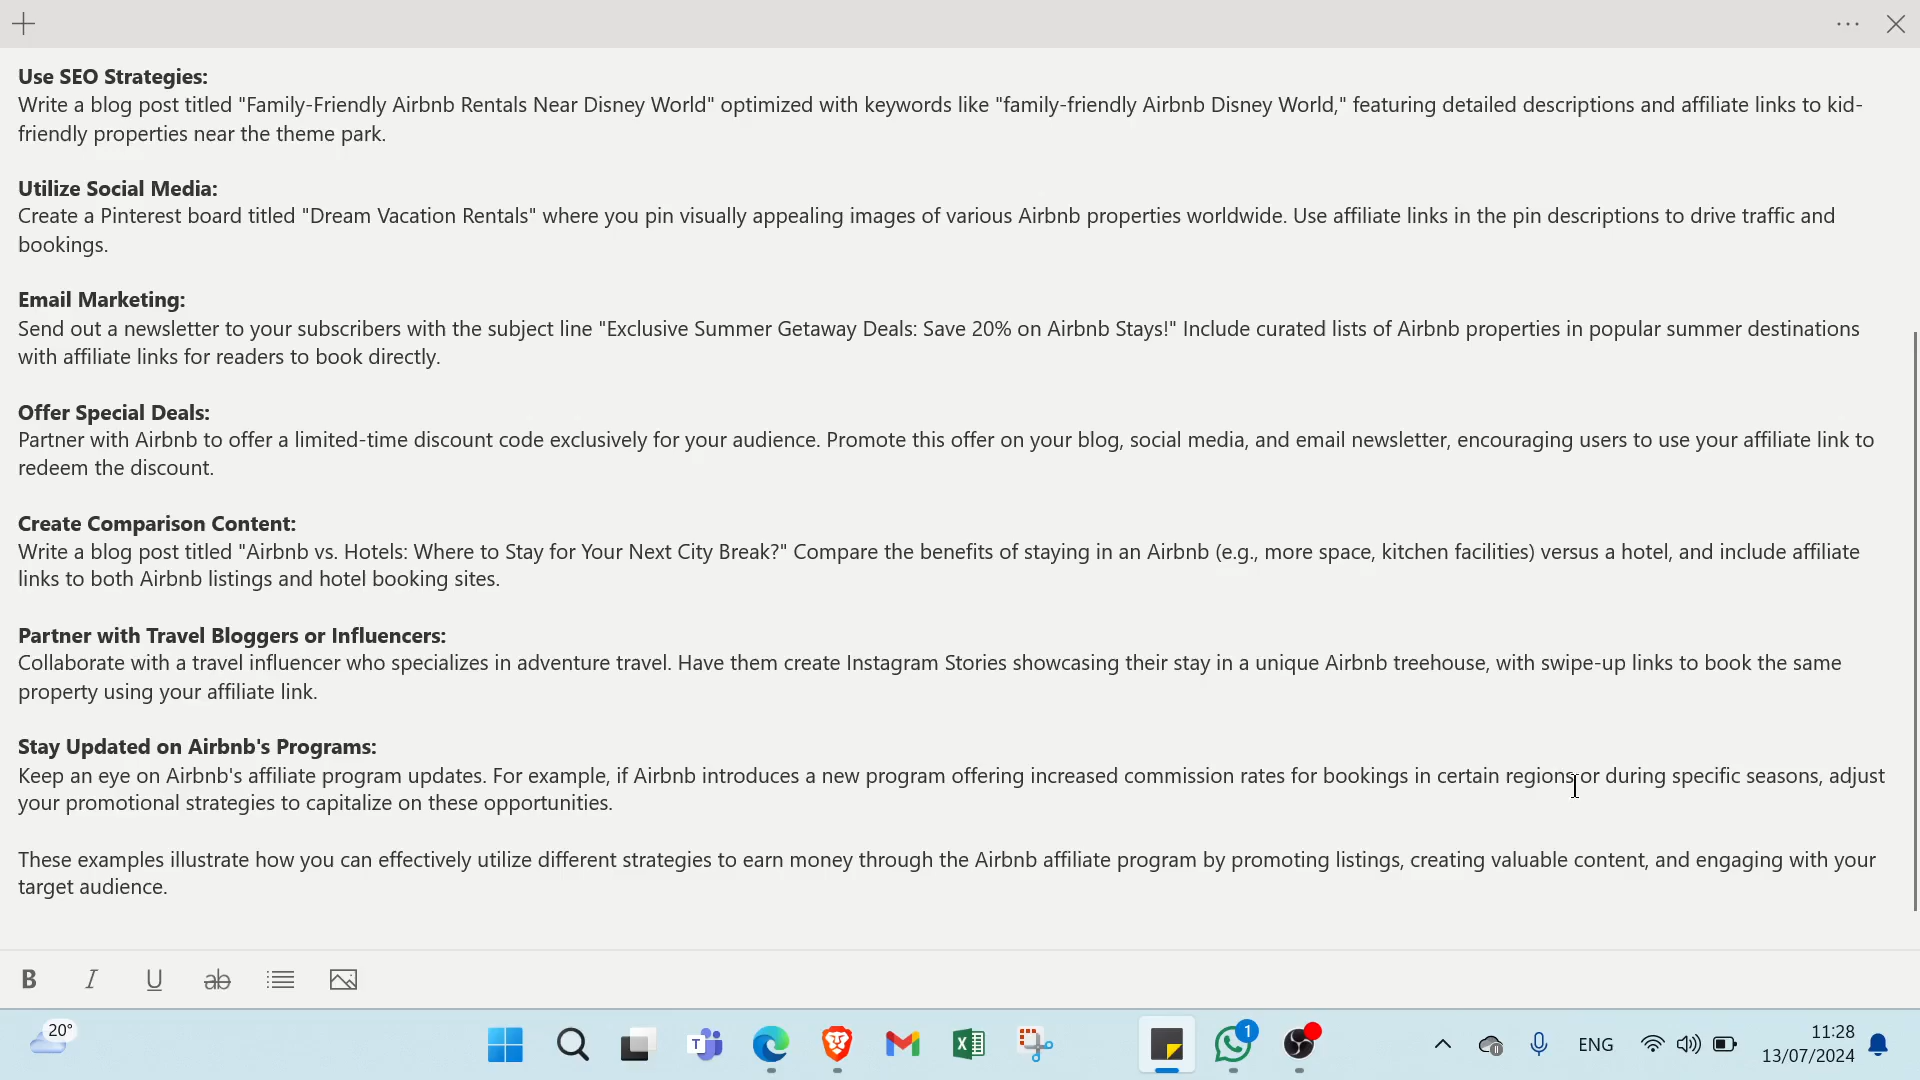 Use SEO Strategies:
Write a blog post titled "Family-Friendly Airbnb Rentals Near Disney World" optimized with keywords like "family-friendly Airbnb Disney World," featuring detailed descriptions and affiliate links to kid-
friendly properties near the theme park.
Utilize Social Media:
Create a Pinterest board titled "Dream Vacation Rentals" where you pin visually appealing images of various Airbnb properties worldwide. Use affiliate links in the pin descriptions to drive traffic and
bookings.
Email Marketing:
Send out a newsletter to your subscribers with the subject line "Exclusive Summer Getaway Deals: Save 20% on Airbnb Stays!" Include curated lists of Airbnb properties in popular summer destinations
with affiliate links for readers to book directly.
Offer Special Deals:
Partner with Airbnb to offer a limited-time discount code exclusively for your audience. Promote this offer on your blog, social media, and email newsletter, encouraging users to use your affiliate link to
redeem the discount.
Create Comparison Content:
Write a blog post titled "Airbnb vs. Hotels: Where to Stay for Your Next City Break?" Compare the benefits of staying in an Airbnb (e.g., more space, kitchen facilities) versus a hotel, and include affiliate
links to both Airbnb listings and hotel booking sites.
Partner with Travel Bloggers or Influencers:
Collaborate with a travel influencer who specializes in adventure travel. Have them create Instagram Stories showcasing their stay in a unique Airbnb treehouse, with swipe-up links to book the same
property using your affiliate link.
Stay Updated on Airbnb's Programs:
Keep an eye on Airbnb's affiliate program updates. For example, if Airbnb introduces a new program offering increased commission rates for bookings in certain regions or during specific seasons, adjust
your promotional strategies to capitalize on these opportunities.
These examples illustrate how you can effectively utilize different strategies to earn money through the Airbnb affiliate program by promoting listings, creating valuable content, and engaging with your
target audience.
B I U ab
20°
T
1
ENG
11:28
13/07/2024